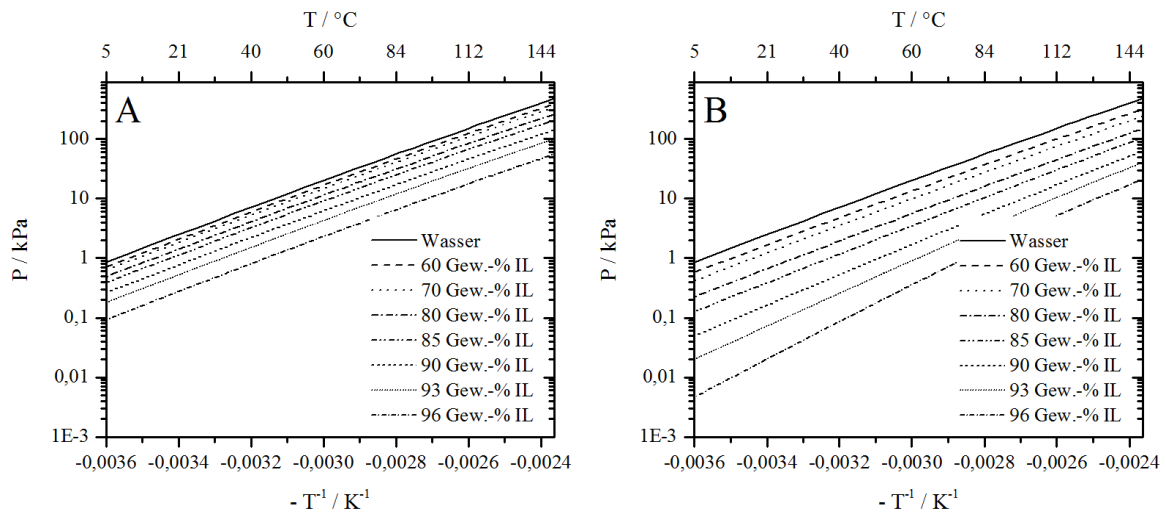 T / °C
5 21 40 60 84 112 144
A
100
10
1
0,1
0,01
1E-3
P / kPa
Wasser
60 Gew.-% IL
70 Gew.-% IL
80 Gew.-% IL
85 Gew.-% IL
90 Gew.-% IL
93 Gew.-% IL
96 Gew.-% IL
-0,0036 -0,0034 -0,0032 -0,0030 -0,0028 -0,0026 -0,0024
- T⁻¹ / K⁻¹
T / °C
5 21 40 60 84 112 144
B
100
10
1
0,1
0,01
1E-3
P / kPa
Wasser
60 Gew.-% IL
70 Gew.-% IL
80 Gew.-% IL
85 Gew.-% IL
90 Gew.-% IL
93 Gew.-% IL
96 Gew.-% IL
-0,0036 -0,0034 -0,0032 -0,0030 -0,0028 -0,0026 -0,0024
- T⁻¹ / K⁻¹